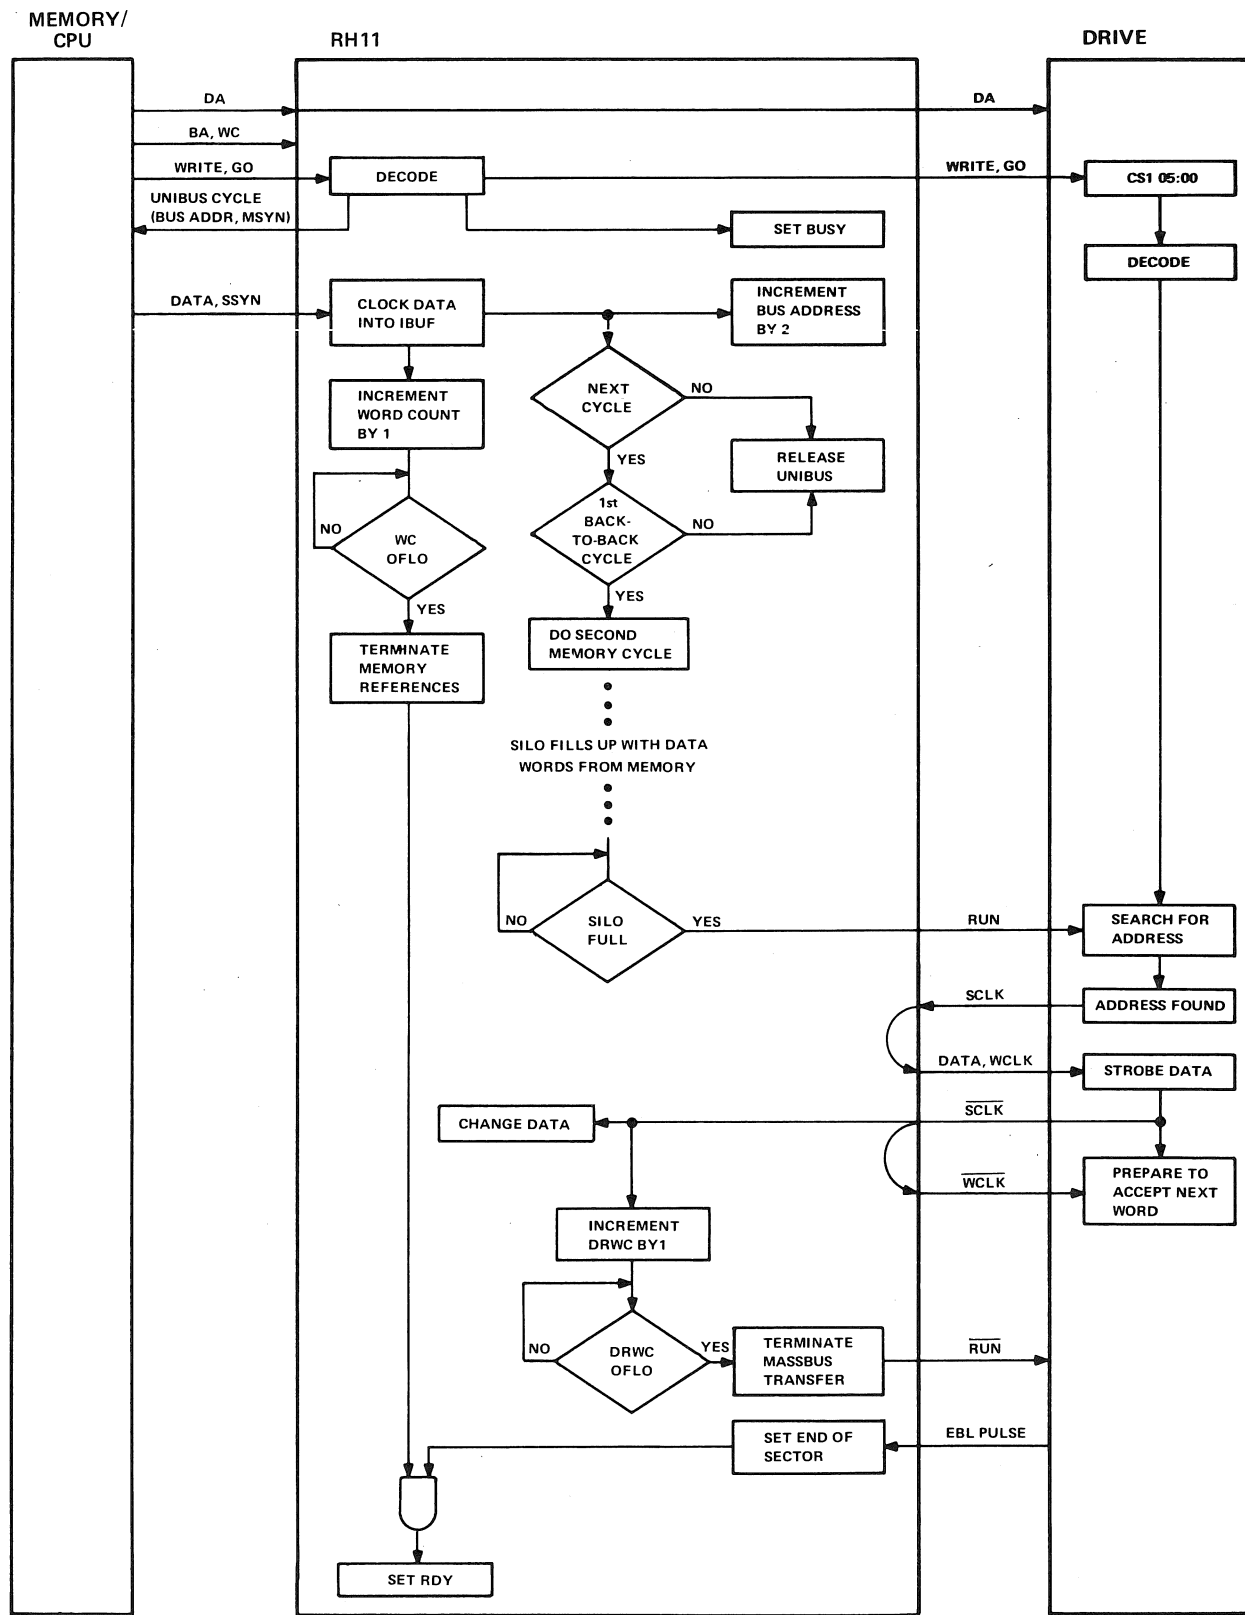 MEMORY/
CPU
RH11
DRIVE
DA
DA
BA, WC
WRITE, GO
DECODE
WRITE, GO
CS1 05:00
UNIBUS CYCLE
(BUS ADDR, MSYN)
SET BUSY
DECODE
DATA, SSYN
CLOCK DATA
INTO IBUF
INCREMENT
BUS ADDRESS
BY 2
INCREMENT
WORD COUNT
BY 1
NEXT
CYCLE
NO
YES
RELEASE
UNIBUS
1st
BACK-
TO-BACK
CYCLE
NO
NO
WC
OFLO
YES
YES
DO SECOND
MEMORY CYCLE
TERMINATE
MEMORY
REFERENCES
SILO FILLS UP WITH DATA
WORDS FROM MEMORY
NO
SILO
FULL
YES
RUN
SEARCH FOR
ADDRESS
SCLK
ADDRESS FOUND
DATA, WCLK
STROBE DATA
CHANGE DATA
SCLK
WCLK
PREPARE TO
ACCEPT NEXT
WORD
INCREMENT
DRWC BY1
NO
DRWC
OFLO
YES
TERMINATE
MASSBUS
TRANSFER
RUN
SET END OF
SECTOR
EBL PULSE
SET RDY